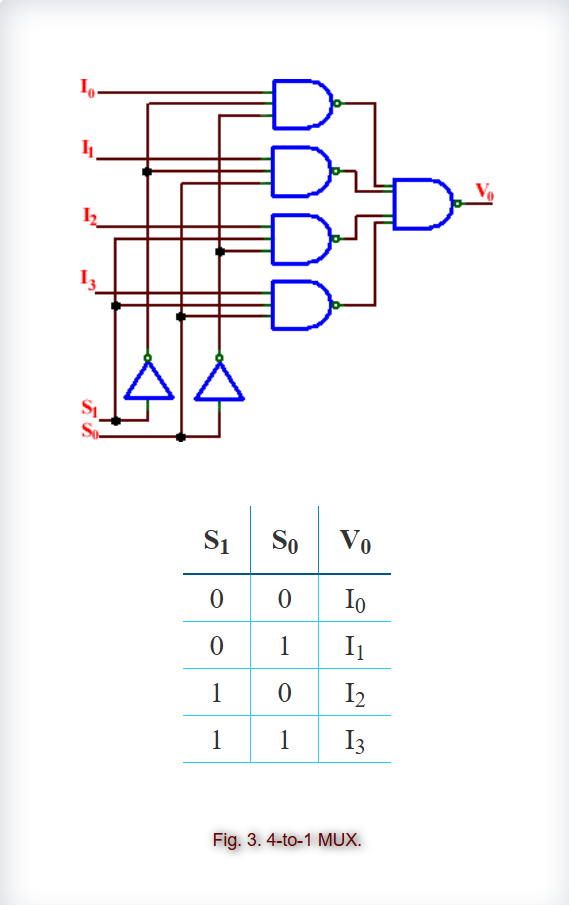 I₀
I₁
I₂
I₃
S₁
S₀
V₀
S₁ S₀ V₀
0 0 I₀
0 1 I₁
1 0 I₂
1 1 I₃
Fig. 3. 4-to-1 MUX.